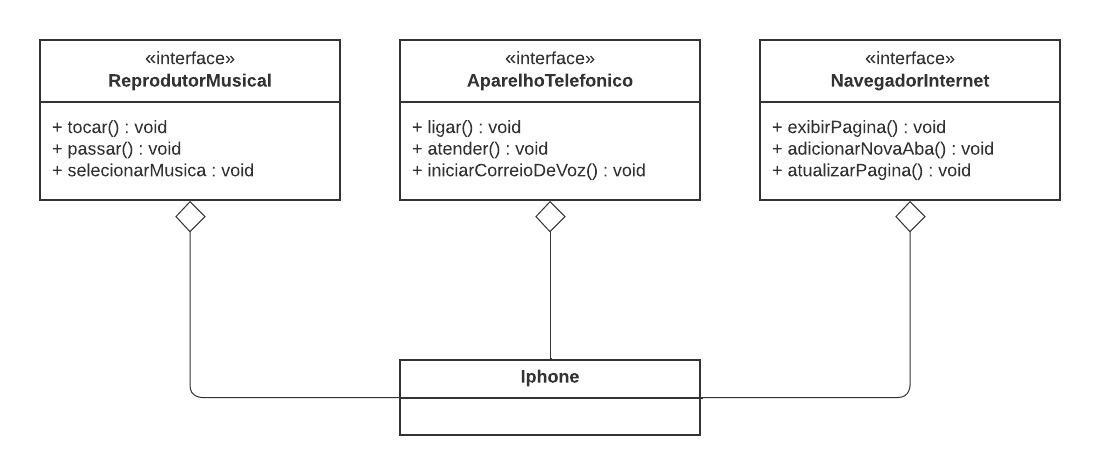 «interface»
ReprodutorMusical
+ tocar() : void
+ passar() : void
+ selecionarMusica : void
«interface»
AparelhoTelefonico
+ ligar() : void
+ atender() : void
+ iniciarCorreioDeVoz() : void
«interface»
NavegadorInternet
+ exibirPagina() : void
+ adicionarNovaAba() : void
+ atualizarPagina() : void
Iphone